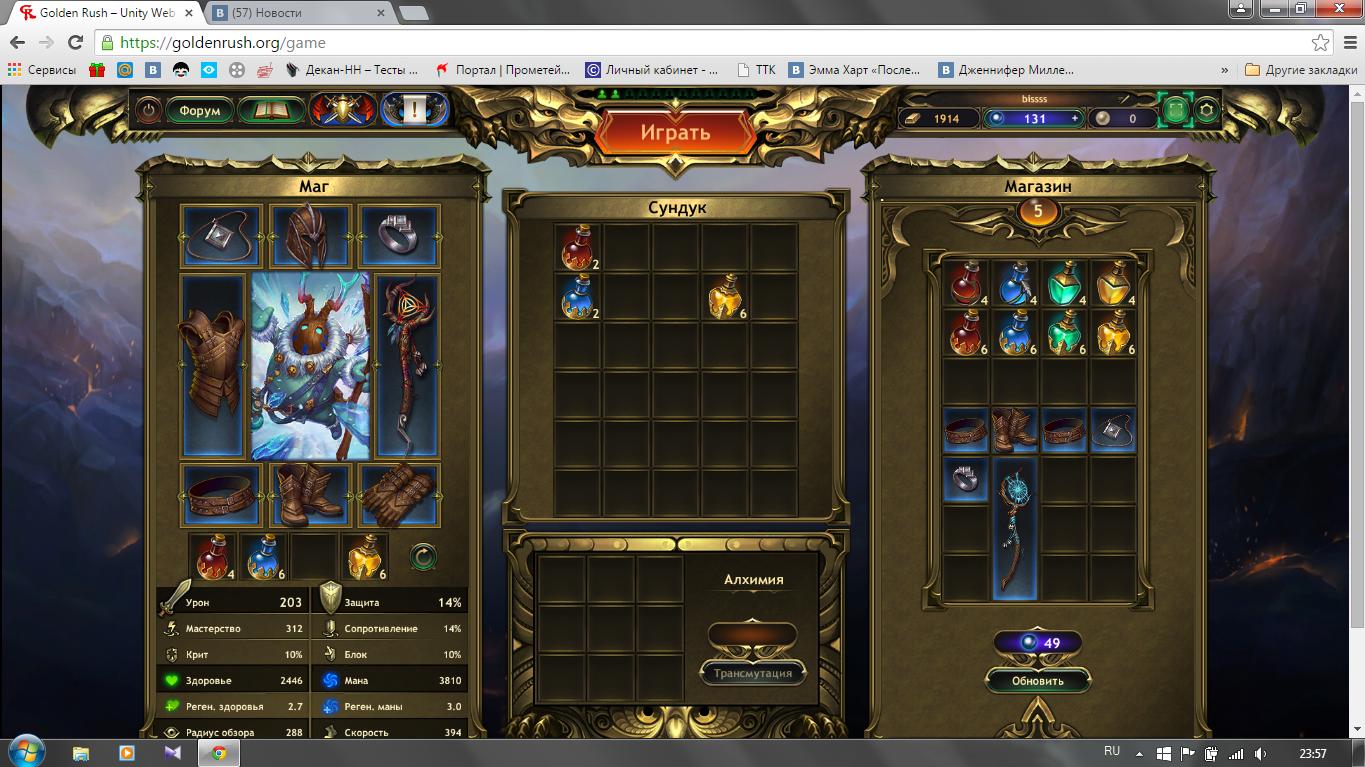 Golden Rush – Unity Web
(57) Новости
https://goldenrush.org/game
Сервисы
Декан-НН – Тесты ...
Портал | Прометей...
Личный кабинет - ...
ТТК
Эмма Харт «После...
Дженнифер Милле...
»
Другие закладки
Форум
Играть
blssss
1914
131 +
0
Маг
Сундук
Магазин
5
2
2
6
4 4 4 4
6 6 6 6
4 6 6
Урон 203
Защита 14%
Мастерство 312
Сопротивление 14%
Крит 10%
Блок 10%
Здоровье 2446
Мана 3810
Реген. здоровья 2.7
Реген. маны 3.0
Радиус обзора 288
Скорость 394
Алхимия
Трансмутация
49
Обновить
RU
23:57